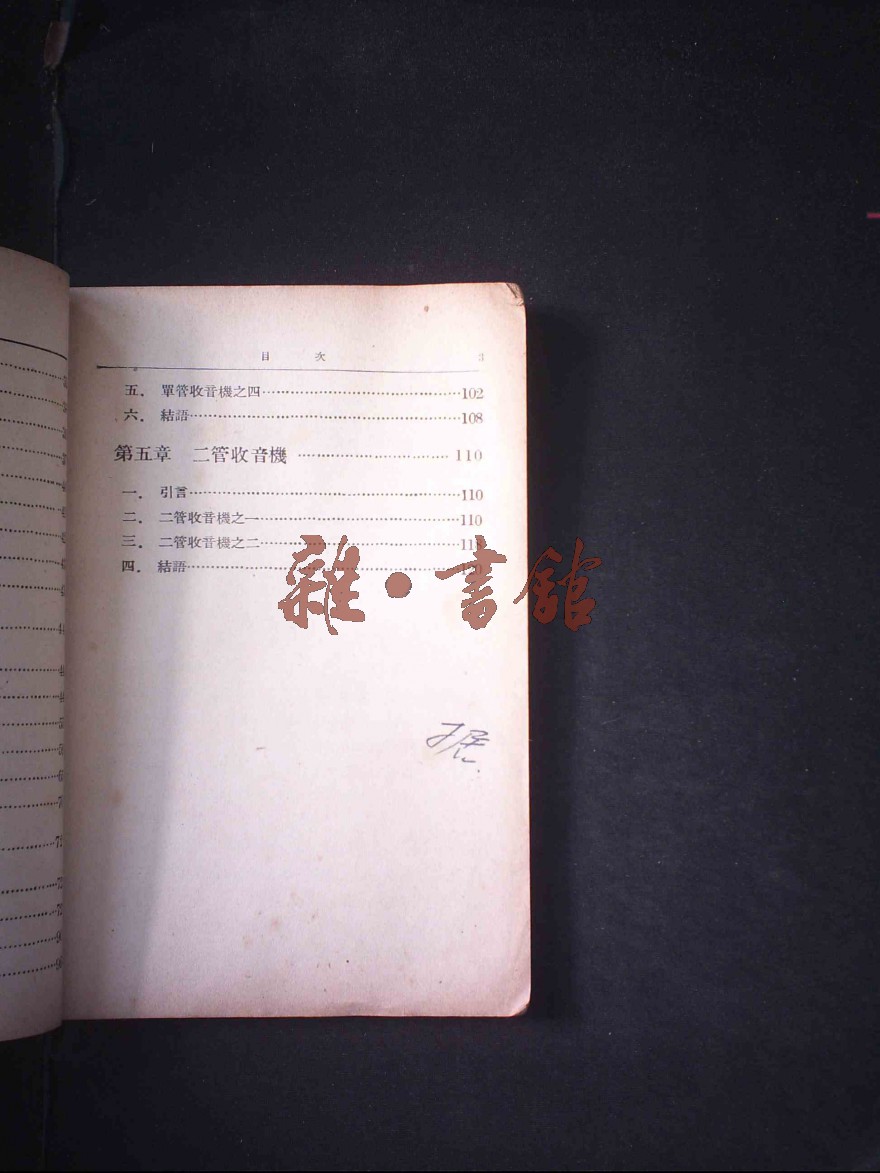 目 次 3
五. 單管收音機之四 102
六. 結語 108
第五章 二管收音機 110
一. 引言 110
二. 二管收音機之一 110
三. 二管收音機之二
四. 結語
雜·書館